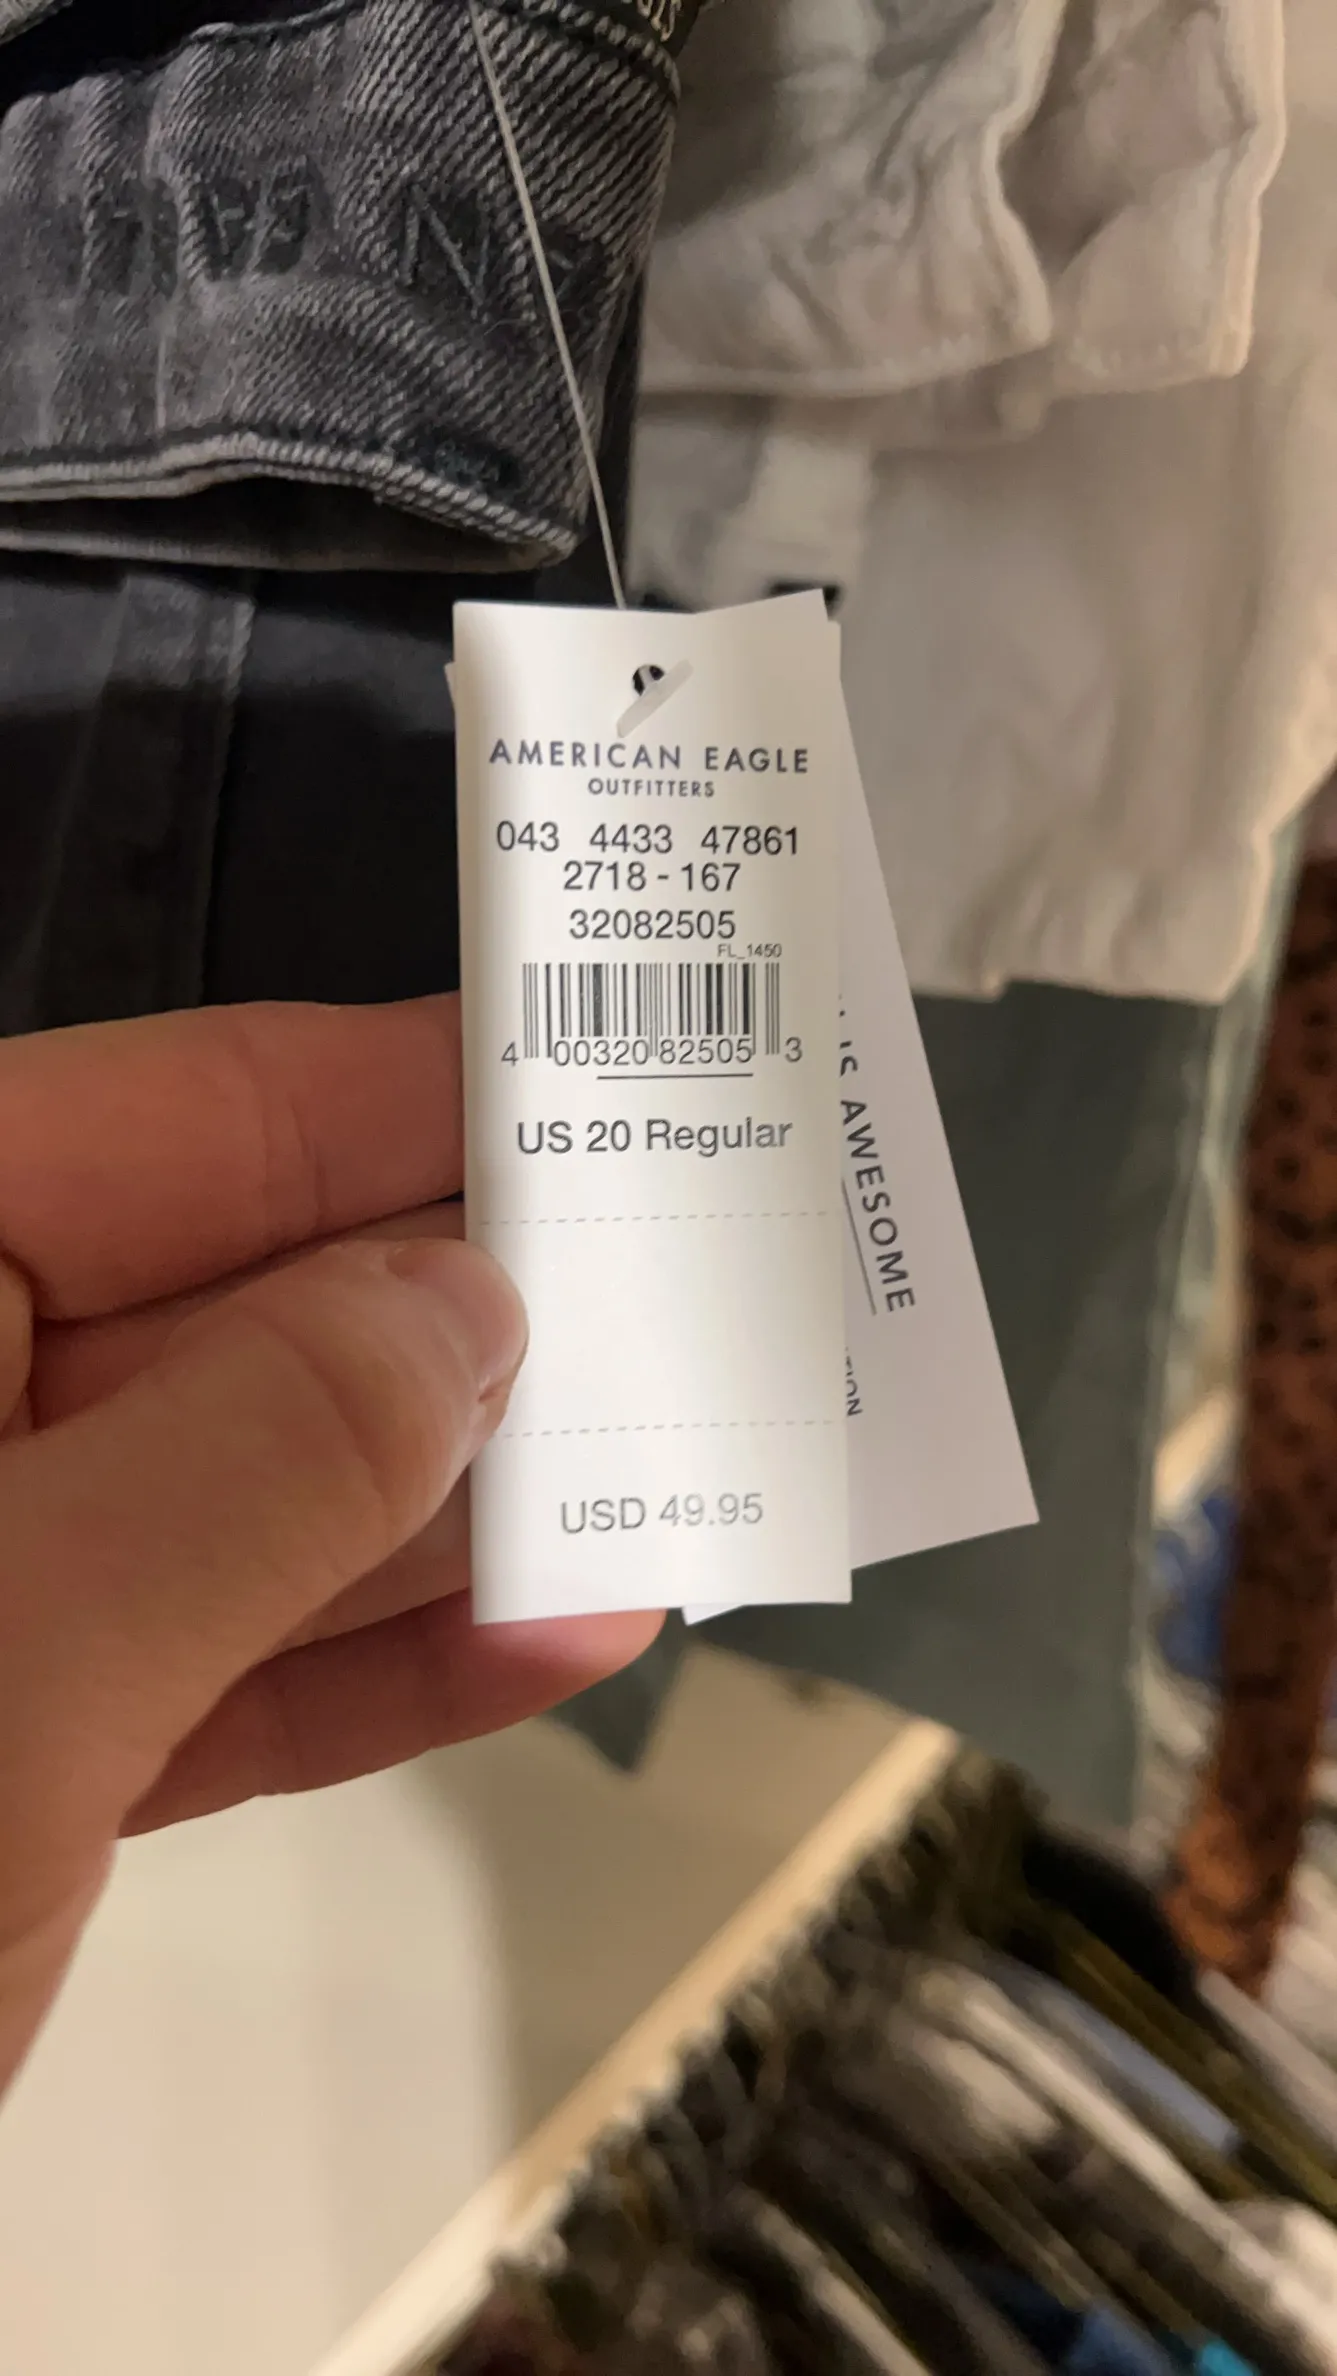 AMERICAN EAGLE
OUTFITTERS
043 4433 47861
2718 - 167
32082505
FL_1450
4 00320 82505 3
US 20 Regular
USD 49.95
IS AWESOME